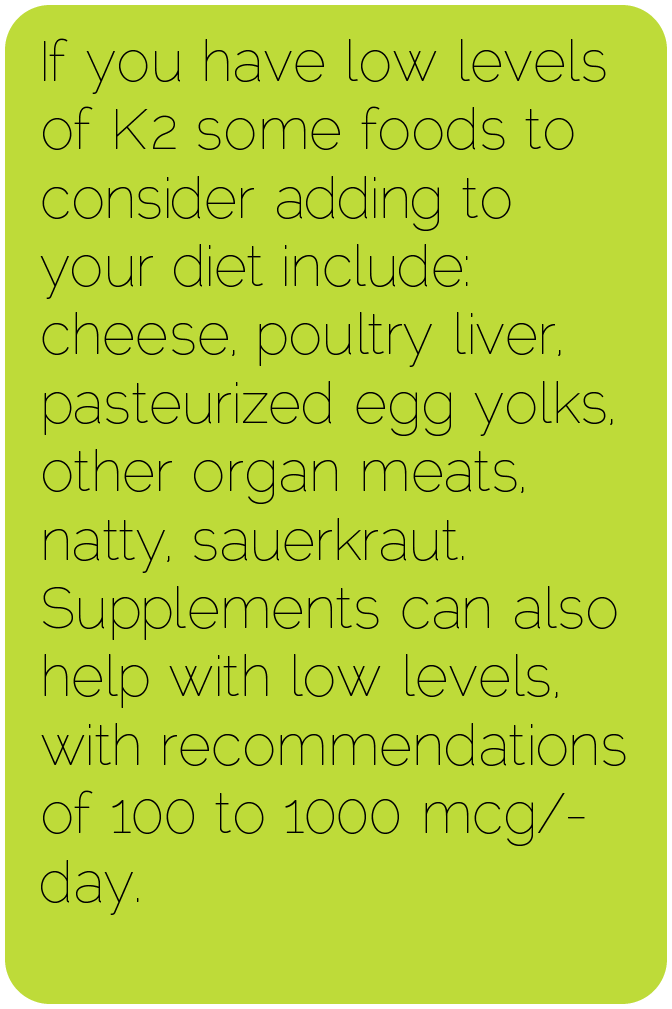 If you have low levels
of K2 some foods to
consider adding to
your diet include:
cheese, poultry liver,
pasteurized egg yolks,
other organ meats,
natty, sauerkraut.
Supplements can also
help with low levels,
with recommendations
of 100 to 1000 mcg/-
day.